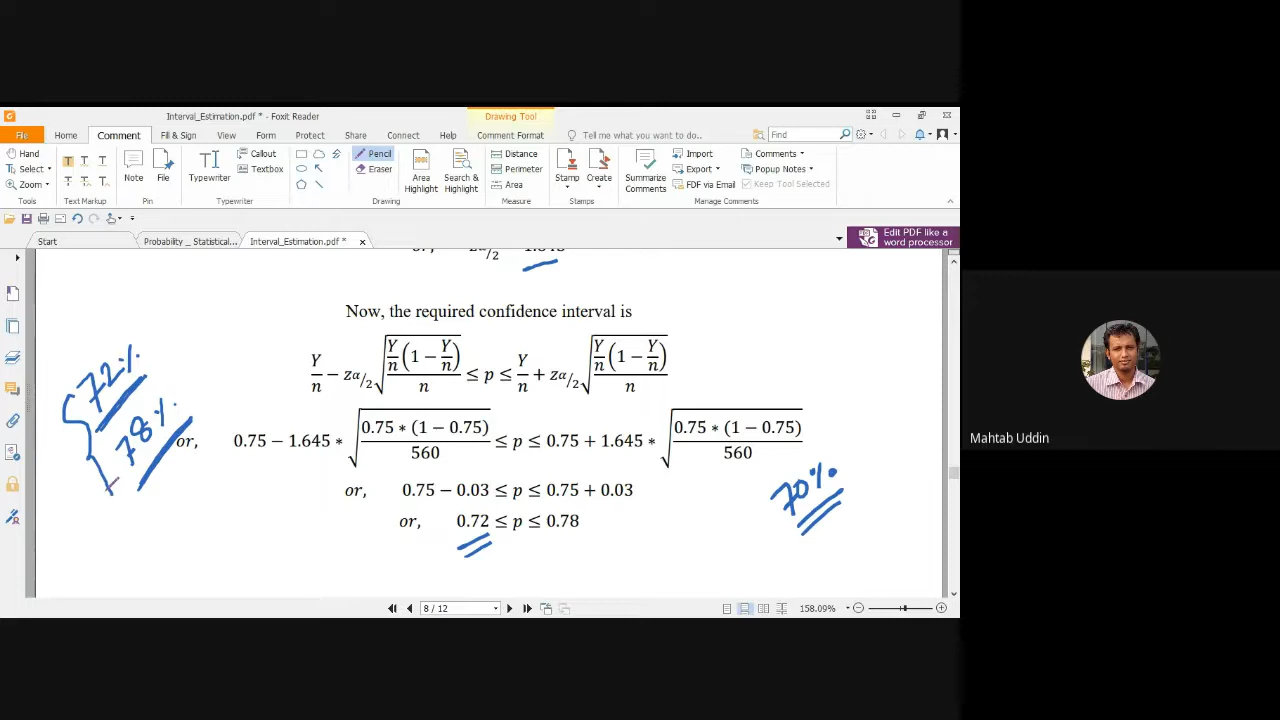 Interval_Estimation.pdf * - Foxit Reader
Drawing Tool
File Home Comment Fill & Sign View Form Protect Share Connect Help Comment Format Tell me what you want to do.. Find
Hand
Select
Zoom
Tools
Text Markup
Note
File
Pin
Typewriter
Callout
Textbox
Typewriter
Pencil
Eraser
Area Highlight
Search & Highlight
Drawing
Distance
Perimeter
Area
Measure
Stamp
Create
Stamps
Summarize Comments
Import
Export
FDF via Email
Comments
Popup Notes
Keep Tool Selected
Manage Comments
Start
Probability _ Statistical...
Interval_Estimation.pdf *
Edit PDF like a word processor
or, zα/2
Now, the required confidence interval is
Y/n − zα/2 √((Y/n (1 − Y/n))/n) ≤ p ≤ Y/n + zα/2 √((Y/n (1 − Y/n))/n)
72%
78%
or, 0.75 − 1.645 * √((0.75 * (1 − 0.75))/560) ≤ p ≤ 0.75 + 1.645 * √((0.75 * (1 − 0.75))/560)
or, 0.75 − 0.03 ≤ p ≤ 0.75 + 0.03
70%
or, 0.72 ≤ p ≤ 0.78
8 / 12
158.09%
Mahtab Uddin